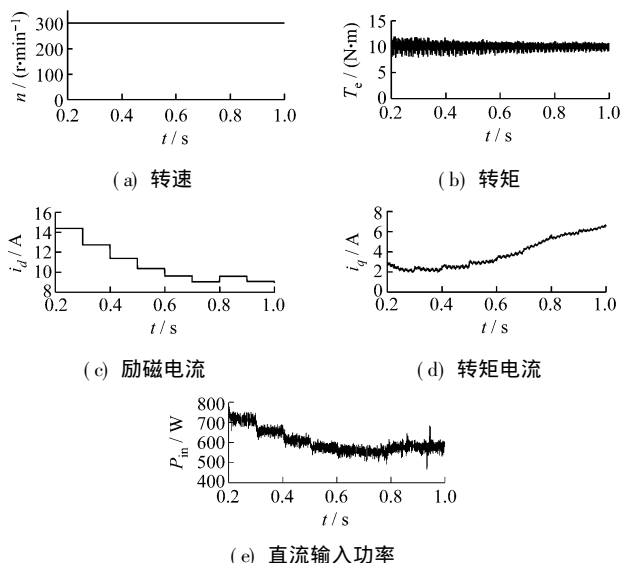 n / (r·min⁻¹)
300
200
100
0
0.2 0.4 0.6 0.8 1.0
t / s
(a) 转速
Te / (N·m)
15
10
5
0
0.2 0.4 0.6 0.8 1.0
t / s
(b) 转矩
id / A
16
14
12
10
8
0.2 0.4 0.6 0.8 1.0
t / s
(c) 励磁电流
iq / A
8
6
4
2
0
0.2 0.4 0.6 0.8 1.0
t / s
(d) 转矩电流
Pin / W
800
700
600
500
400
0.2 0.4 0.6 0.8 1.0
t / s
(e) 直流输入功率